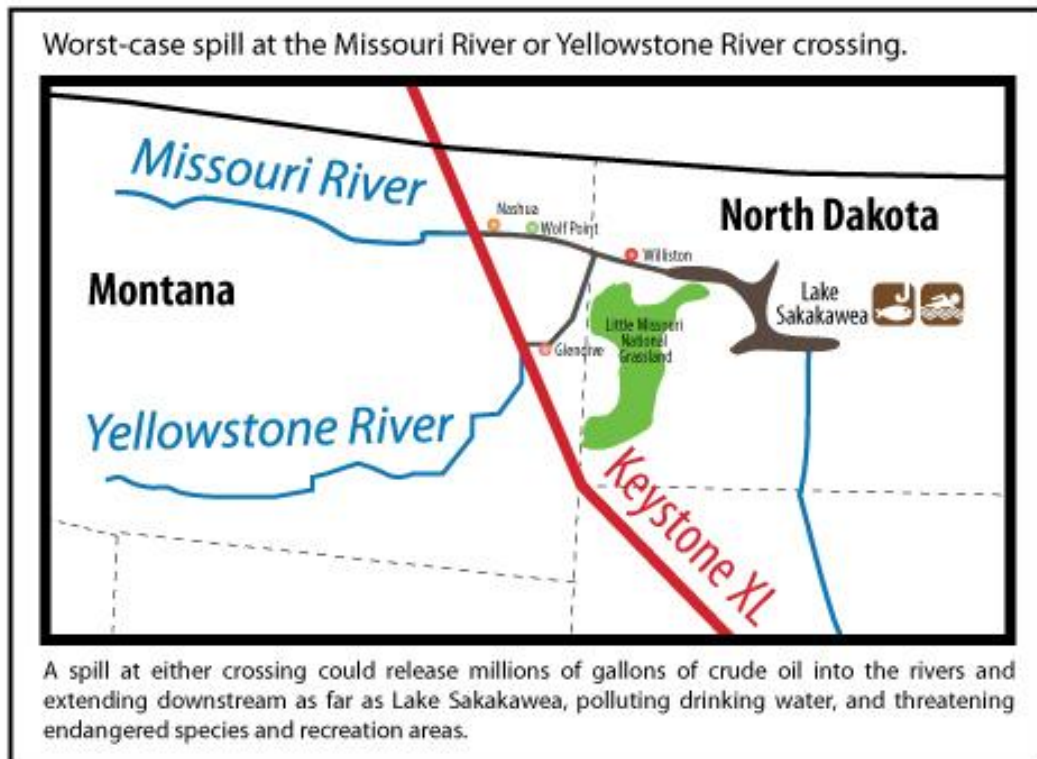 Worst-case spill at the Missouri River or Yellowstone River crossing.
Missouri River
Nashua
Wolf Point
North Dakota
Williston
Montana
Lake
Sakakawea
Little Missouri
National
Grassland
Glendive
Yellowstone River
Keystone XL
A spill at either crossing could release millions of gallons of crude oil into the rivers and
extending downstream as far as Lake Sakakawea, polluting drinking water, and threatening
endangered species and recreation areas.